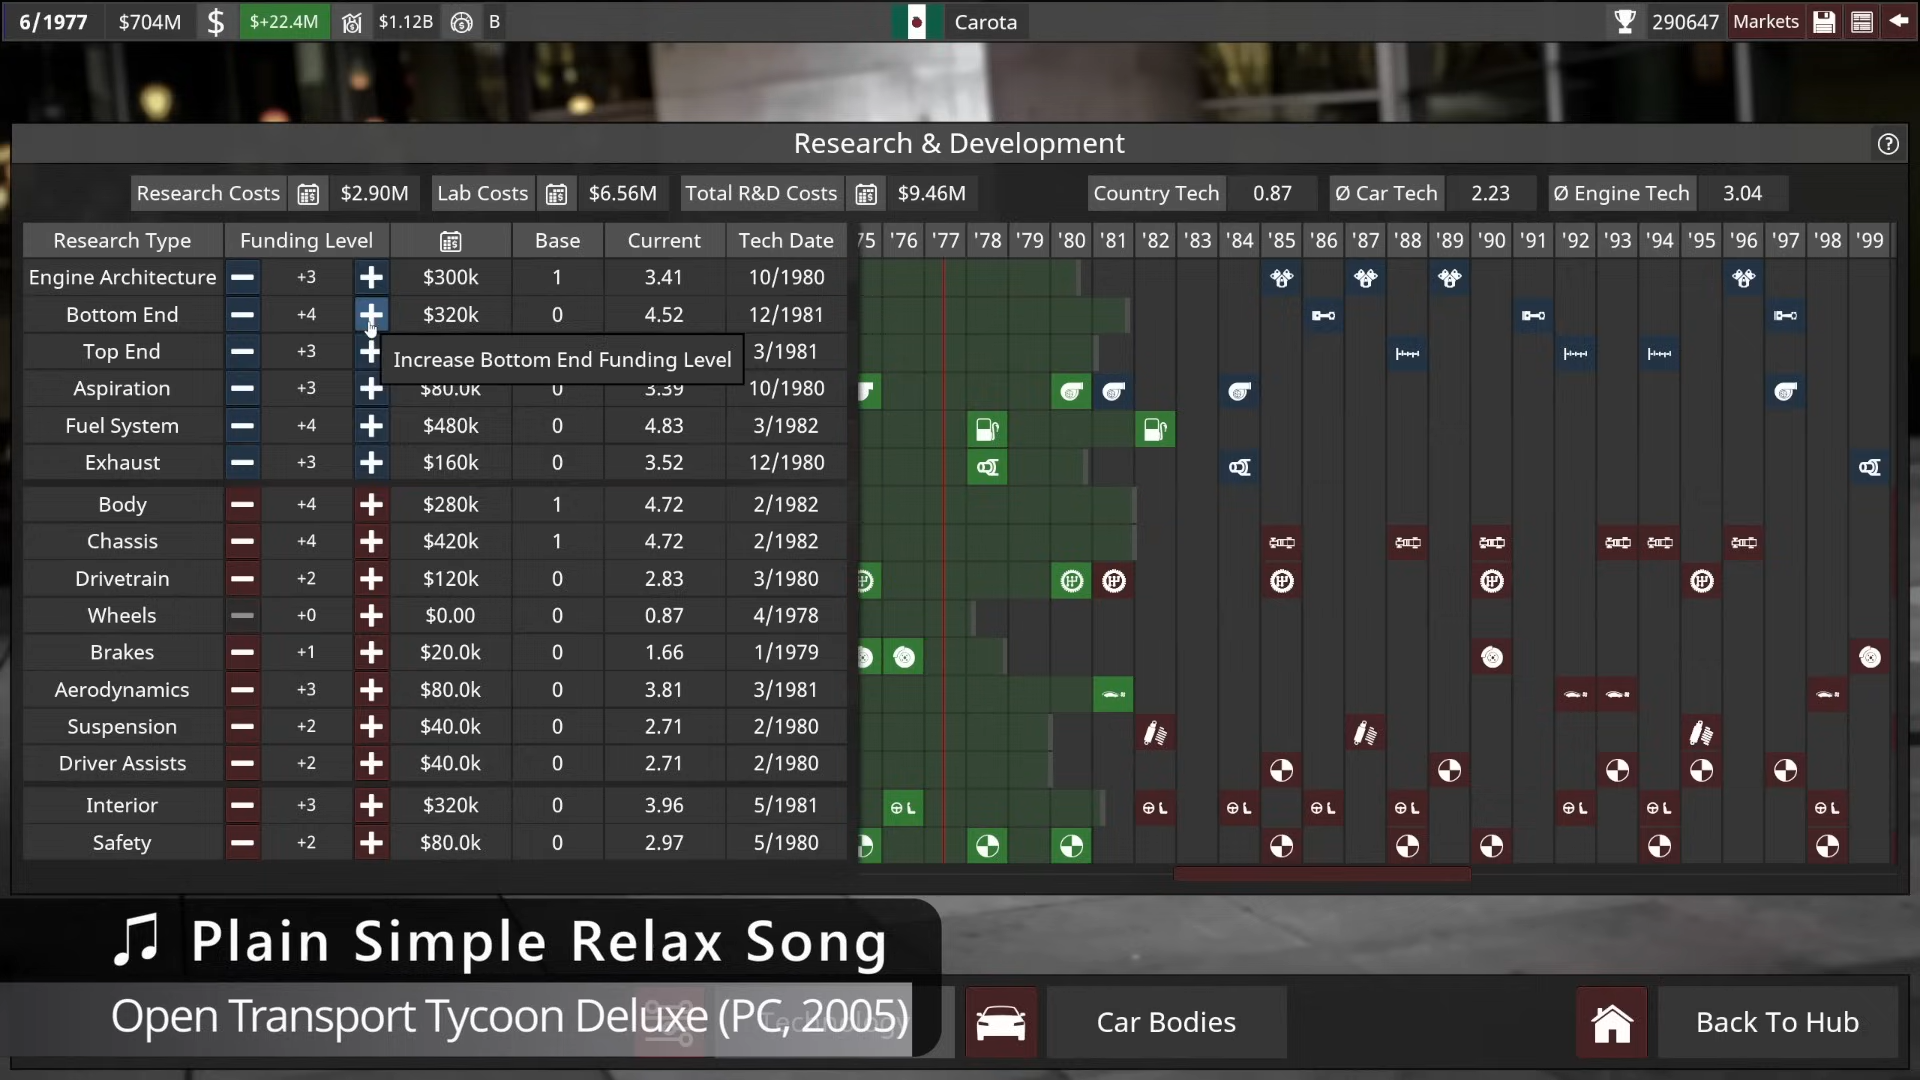 6/1977 $704M $+22.4M $1.12B B Carota 290647 Markets
Research & Development
Research Costs $2.90M Lab Costs $6.56M Total R&D Costs $9.46M Country Tech 0.87 Ø Car Tech 2.23 Ø Engine Tech 3.04
Research Type Funding Level Base Current Tech Date '75 '76 '77 '78 '79 '80 '81 '82 '83 '84 '85 '86 '87 '88 '89 '90 '91 '92 '93 '94 '95 '96 '97 '98 '99
Engine Architecture +3 $300k 1 3.41 10/1980
Bottom End +4 $320k 0 4.52 12/1981
Top End +3 3/1981
Increase Bottom End Funding Level
Aspiration +3 $80.0k 0 3.39 10/1980
Fuel System +4 $480k 0 4.83 3/1982
Exhaust +3 $160k 0 3.52 12/1980
Body +4 $280k 1 4.72 2/1982
Chassis +4 $420k 1 4.72 2/1982
Drivetrain +2 $120k 0 2.83 3/1980
Wheels +0 $0.00 0 0.87 4/1978
Brakes +1 $20.0k 0 1.66 1/1979
Aerodynamics +3 $80.0k 0 3.81 3/1981
Suspension +2 $40.0k 0 2.71 2/1980
Driver Assists +2 $40.0k 0 2.71 2/1980
Interior +3 $320k 0 3.96 5/1981
Safety +2 $80.0k 0 2.97 5/1980
Plain Simple Relax Song
Open Transport Tycoon Deluxe (PC, 2005)
Technology Car Bodies Back To Hub